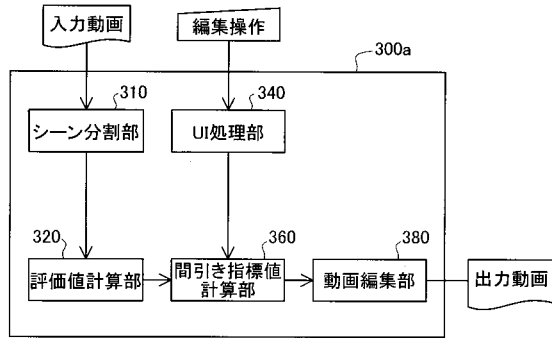 入力動画
編集操作
300a
310
340
シーン分割部
UI処理部
320
360
380
評価値計算部
間引き指標値
計算部
動画編集部
出力動画